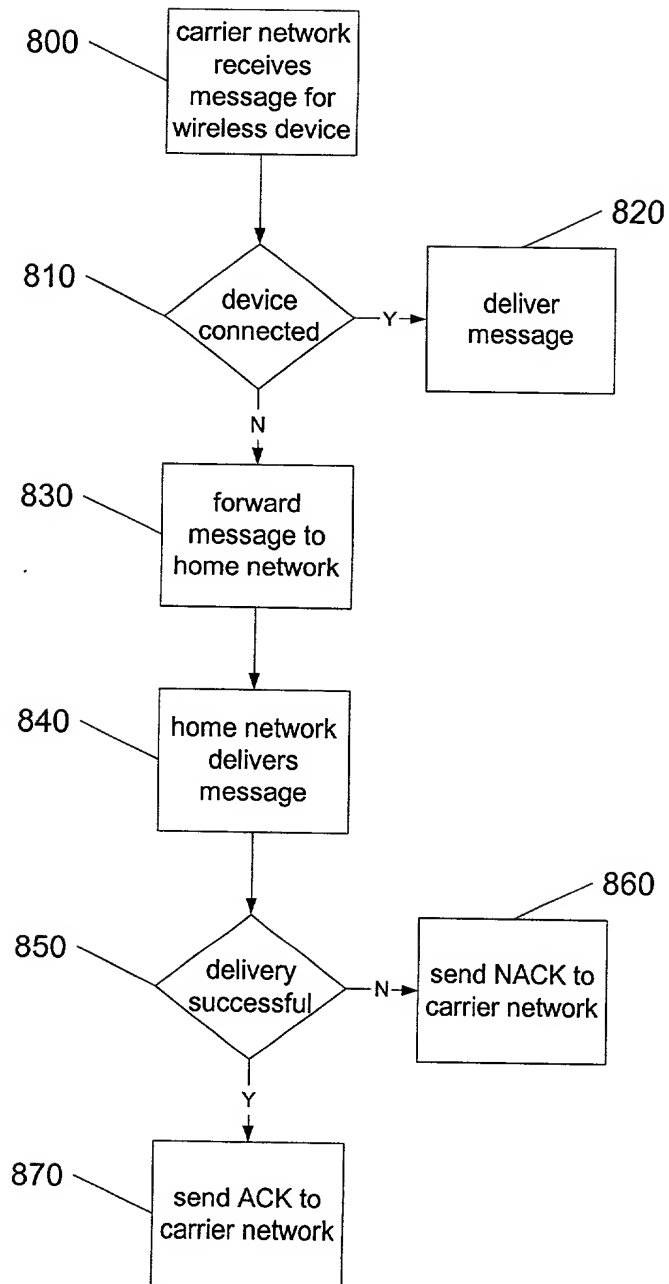 800
carrier network
receives
message for
wireless device
810
device
connected
Y
820
deliver
message
N
830
forward
message to
home network
840
home network
delivers
message
850
delivery
successful
N
860
send NACK to
carrier network
Y
870
send ACK to
carrier network